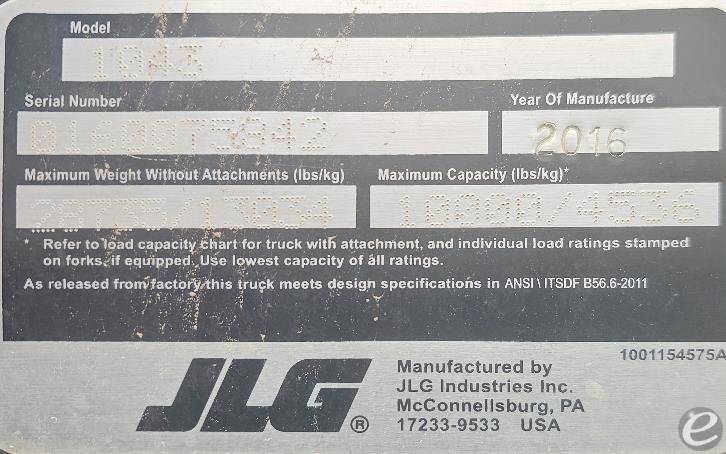 Model
1043
Serial Number
Year Of Manufacture
0160075042
2016
Maximum Weight Without Attachments (lbs/kg)
Maximum Capacity (lbs/kg)*
10000/4536
* Refer to load capacity chart for truck with attachment, and individual load ratings stamped
on forks, if equipped. Use lowest capacity of all ratings.
As released from factory this truck meets design specifications in ANSI \ ITSDF B56.6-2011
1001154575A
JLG®
Manufactured by
JLG Industries Inc.
McConnellsburg, PA
17233-9533 USA
e